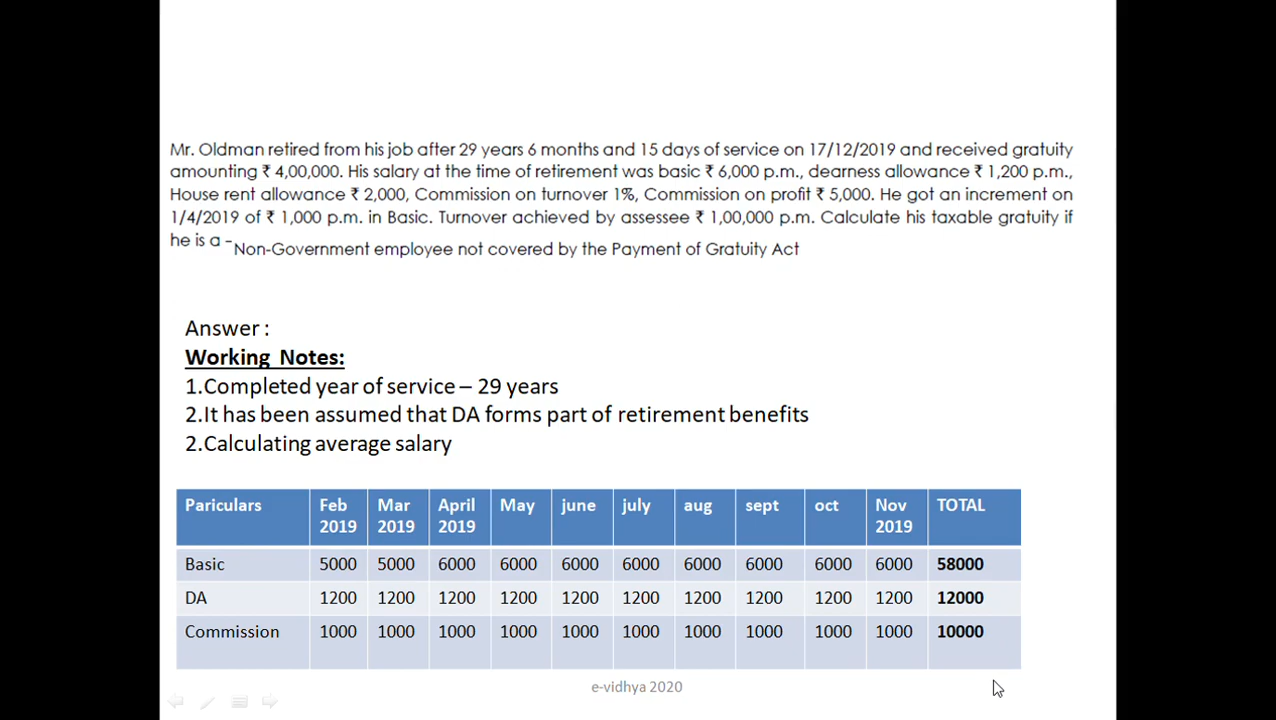 Mr. Oldman retired from his job after 29 years 6 months and 15 days of service on 17/12/2019 and received gratuity
amounting ₹ 4,00,000. His salary at the time of retirement was basic ₹ 6,000 p.m., dearness allowance ₹ 1,200 p.m.,
House rent allowance ₹ 2,000, Commission on turnover 1%, Commission on profit ₹ 5,000. He got an increment on
1/4/2019 of ₹ 1,000 p.m. in Basic. Turnover achieved by assessee ₹ 1,00,000 p.m. Calculate his taxable gratuity if
he is a - Non-Government employee not covered by the Payment of Gratuity Act
Answer :
Working Notes:
1.Completed year of service – 29 years
2.It has been assumed that DA forms part of retirement benefits
2.Calculating average salary
Pariculars Feb 2019 Mar 2019 April 2019 May june july aug sept oct Nov 2019 TOTAL
Basic 5000 5000 6000 6000 6000 6000 6000 6000 6000 6000 58000
DA 1200 1200 1200 1200 1200 1200 1200 1200 1200 1200 12000
Commission 1000 1000 1000 1000 1000 1000 1000 1000 1000 1000 10000
e-vidhya 2020